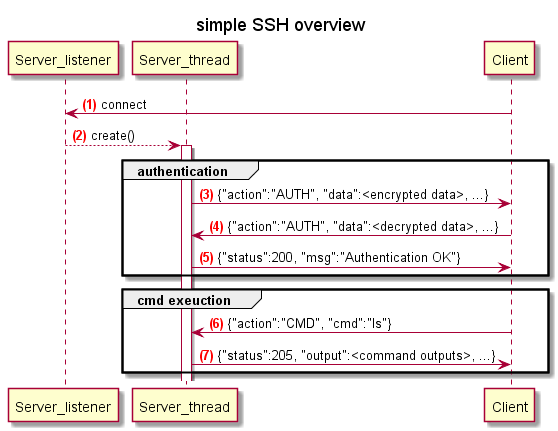 simple SSH overview
Server_listener Server_thread Client
(1) connect
(2) create()
authentication
(3) {"action":"AUTH", "data":<encrypted data>, ...}
(4) {"action":"AUTH", "data":<decrypted data>, ...}
(5) {"status":200, "msg":"Authentication OK"}
cmd exeuction
(6) {"action":"CMD", "cmd":"ls"}
(7) {"status":205, "output":<command outputs>, ...}
Server_listener Server_thread Client